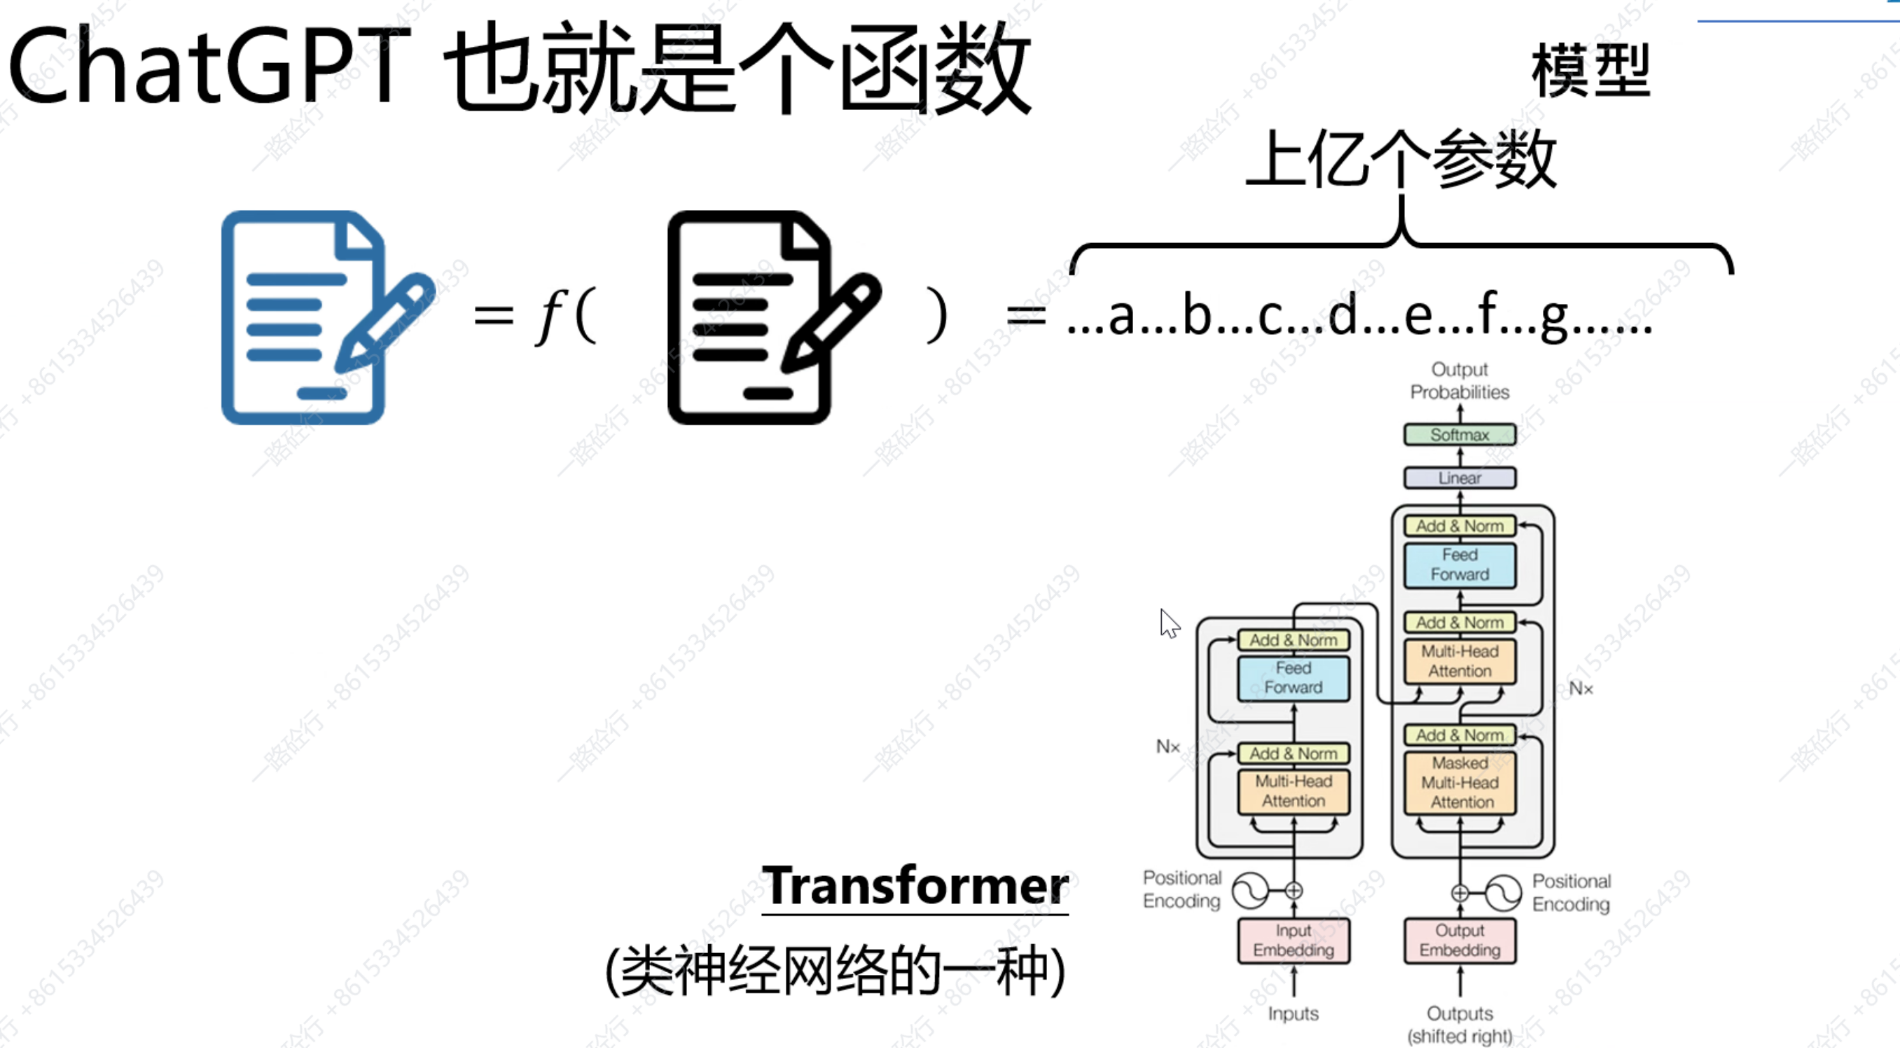 ChatGPT 也就是个函数
模型
上亿个参数
= f( ) = ...a...b...c...d...e...f...g......
Output
Probabilities
Softmax
Linear
Add & Norm
Feed
Forward
Add & Norm
Multi-Head
Attention
Nx
Add & Norm
Masked
Multi-Head
Attention
Add & Norm
Feed
Forward
Nx
Add & Norm
Multi-Head
Attention
Positional
Encoding
Positional
Encoding
Input
Embedding
Output
Embedding
Inputs
Outputs
(shifted right)
Transformer
(类神经网络的一种)
一路砼行 +8615334526439